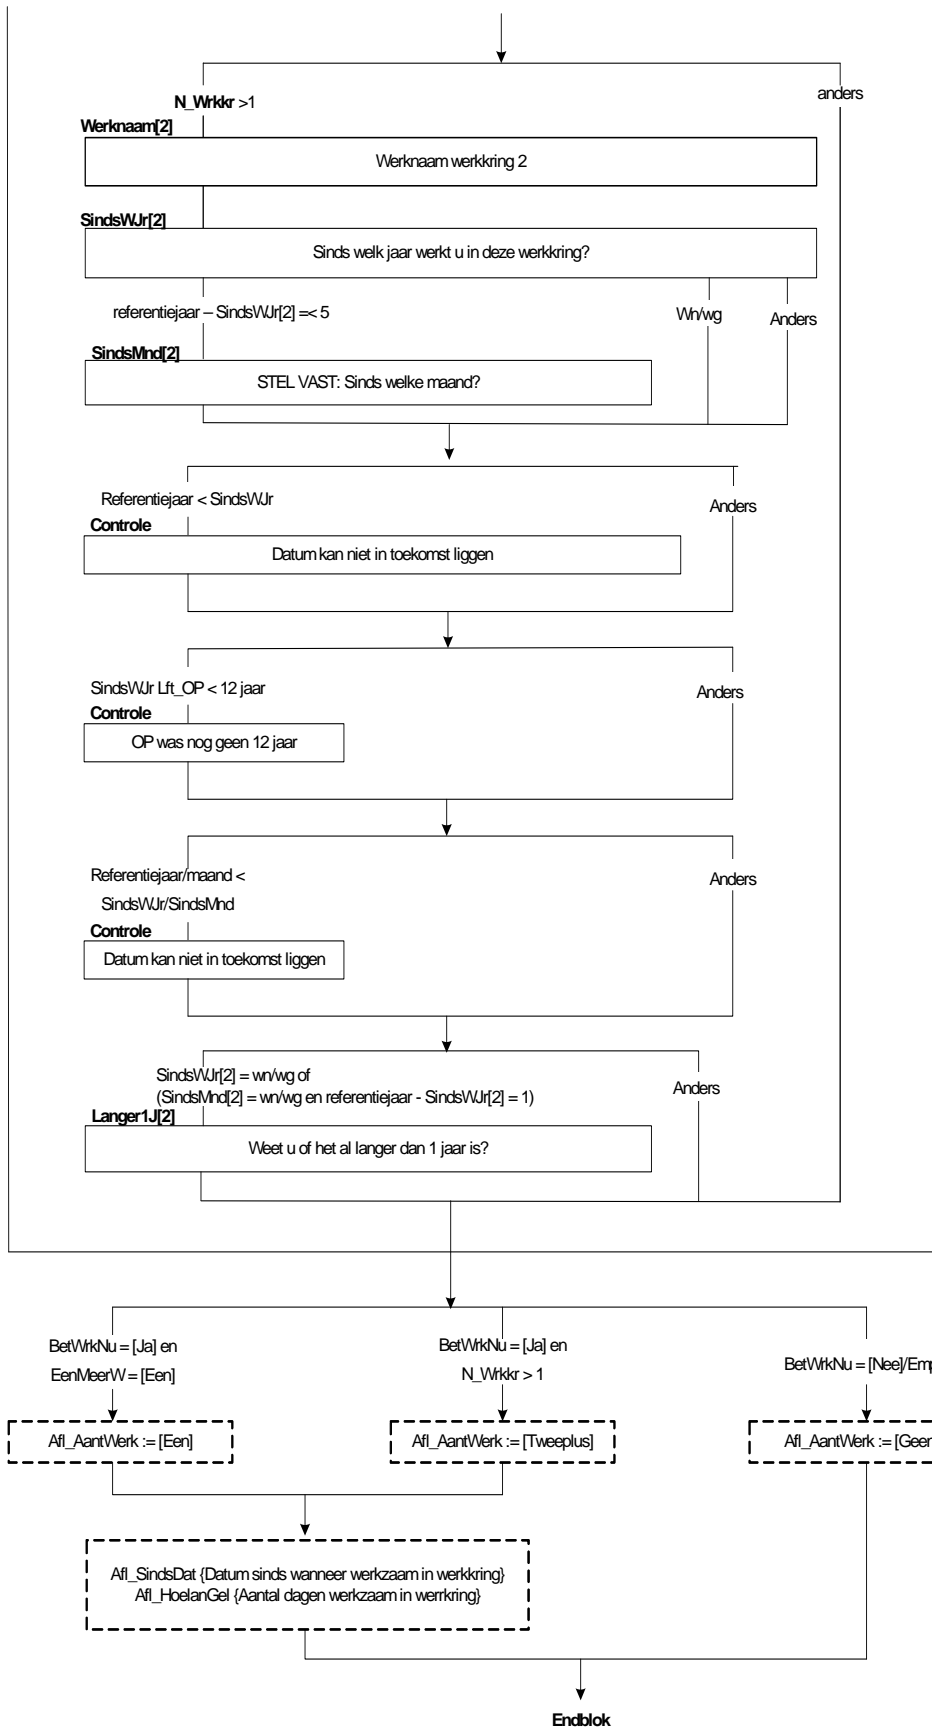 anders
N_Wrkkr >1
Werknaam[2]
Werknaam werkkring 2
SindsWJr[2]
Sinds welk jaar werkt u in deze werkkring?
referentiejaar – SindsWJr[2] =< 5
Wn/wg
Anders
SindsMnd[2]
STEL VAST: Sinds welke maand?
Referentiejaar < SindsWJr
Anders
Controle
Datum kan niet in toekomst liggen
SindsWJr Lft_OP < 12 jaar
Anders
Controle
OP was nog geen 12 jaar
Referentiejaar/maand <
SindsWJr/SindsMnd
Anders
Controle
Datum kan niet in toekomst liggen
SindsWJr[2] = wn/wg of
(SindsMnd[2] = wn/wg en referentiejaar - SindsWJr[2] = 1)
Anders
Langer1J[2]
Weet u of het al langer dan 1 jaar is?
BetWrkNu = [Ja] en
EenMeerW = [Een]
BetWrkNu = [Ja] en
N_Wrkkr > 1
BetWrkNu = [Nee]/Emp
Afl_AantWerk := [Een]
Afl_AantWerk := [Tweeplus]
Afl_AantWerk := [Geen
Afl_SindsDat {Datum sinds wanneer werkzaam in werkkring}
Afl_HoelanGel {Aantal dagen werkzaam in werrkring}
Endblok